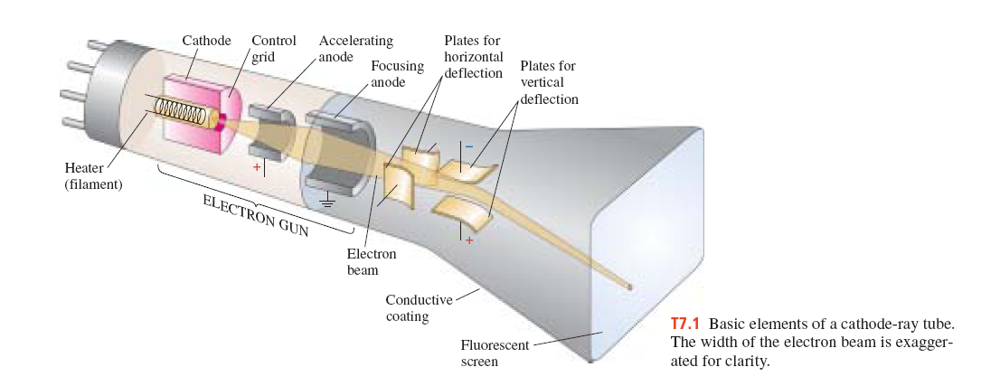 Cathode
Control
grid
Accelerating
anode
Focusing
anode
Plates for
horizontal
deflection
Plates for
vertical
deflection
–
+
Heater
(filament)
ELECTRON GUN
+
Electron
beam
Conductive
coating
Fluorescent
screen
T7.1 Basic elements of a cathode-ray tube.
The width of the electron beam is exagger-
ated for clarity.